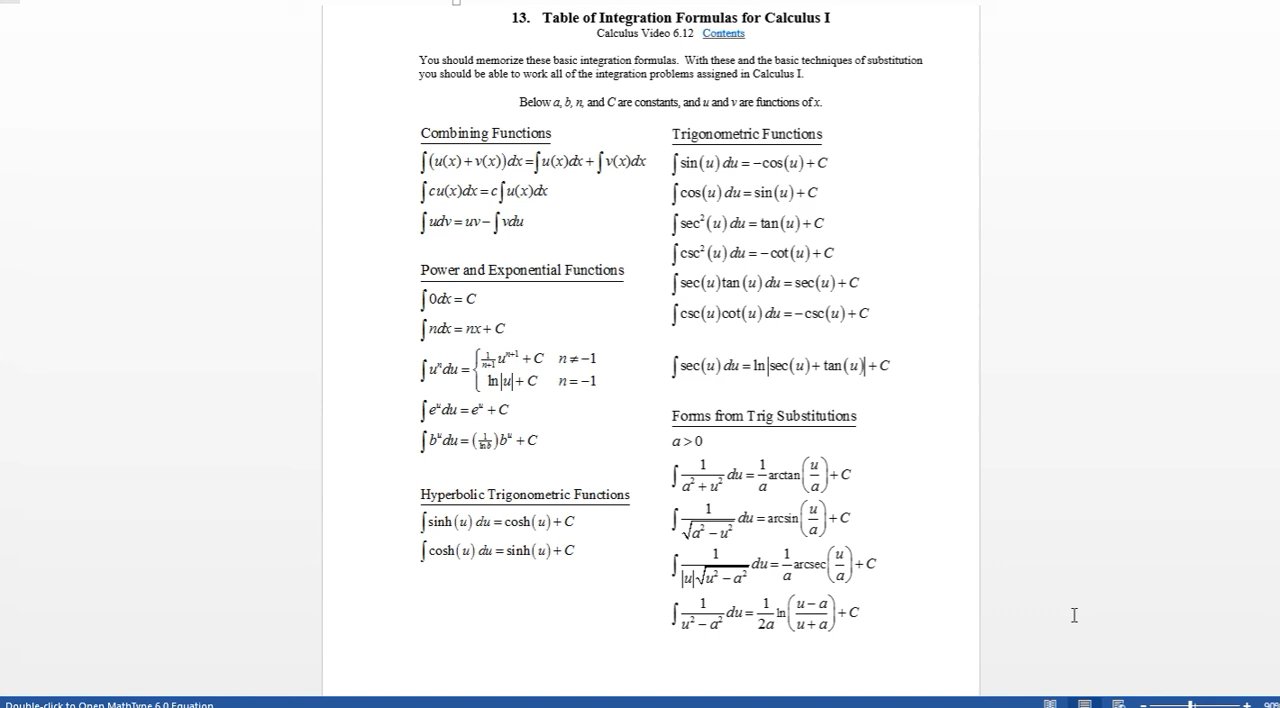 13. Table of Integration Formulas for Calculus I
Calculus Video 6.12 Contents
You should memorize these basic integration formulas. With these and the basic techniques of substitution
you should be able to work all of the integration problems assigned in Calculus I.
Below a, b, n, and C are constants, and u and v are functions of x.
Combining Functions
∫(u(x)+v(x))dx=∫u(x)dx+∫v(x)dx
∫cu(x)dx=c∫u(x)dx
∫udv=uv−∫vdu
Power and Exponential Functions
∫0dx=C
∫ndx=nx+C
∫uⁿdu={ 1/(n+1) uⁿ⁺¹+C n≠−1
ln|u|+C n=−1
∫eᵘdu=eᵘ+C
∫bᵘdu=(1/ln b)bᵘ+C
Hyperbolic Trigonometric Functions
∫sinh(u) du=cosh(u)+C
∫cosh(u) du=sinh(u)+C
Trigonometric Functions
∫sin(u) du=−cos(u)+C
∫cos(u) du=sin(u)+C
∫sec²(u) du=tan(u)+C
∫csc²(u) du=−cot(u)+C
∫sec(u)tan(u) du=sec(u)+C
∫csc(u)cot(u) du=−csc(u)+C
∫sec(u) du=ln|sec(u)+tan(u)|+C
Forms from Trig Substitutions
a>0
∫1/(a²+u²) du=1/a arctan(u/a)+C
∫1/√(a²−u²) du=arcsin(u/a)+C
∫1/(|u|√(u²−a²)) du=1/a arcsec(u/a)+C
∫1/(u²−a²) du=1/2a ln((u−a)/(u+a))+C
Double-click to Open MathType 6.0 Equation